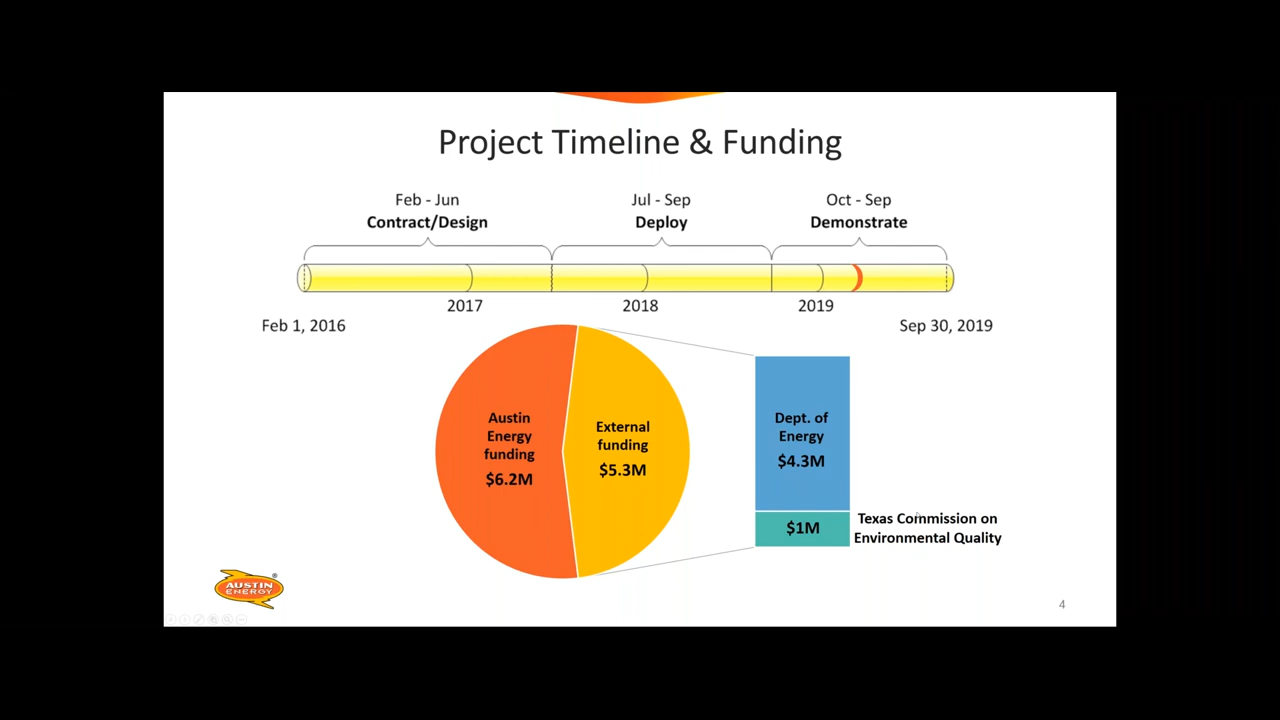 Project Timeline & Funding
Feb - Jun
Contract/Design
Jul - Sep
Deploy
Oct - Sep
Demonstrate
2017
2018
2019
Feb 1, 2016
Sep 30, 2019
Austin
Energy
funding
$6.2M
External
funding
$5.3M
Dept. of
Energy
$4.3M
$1M
Texas Commission on
Environmental Quality
AUSTIN
ENERGY
®
4